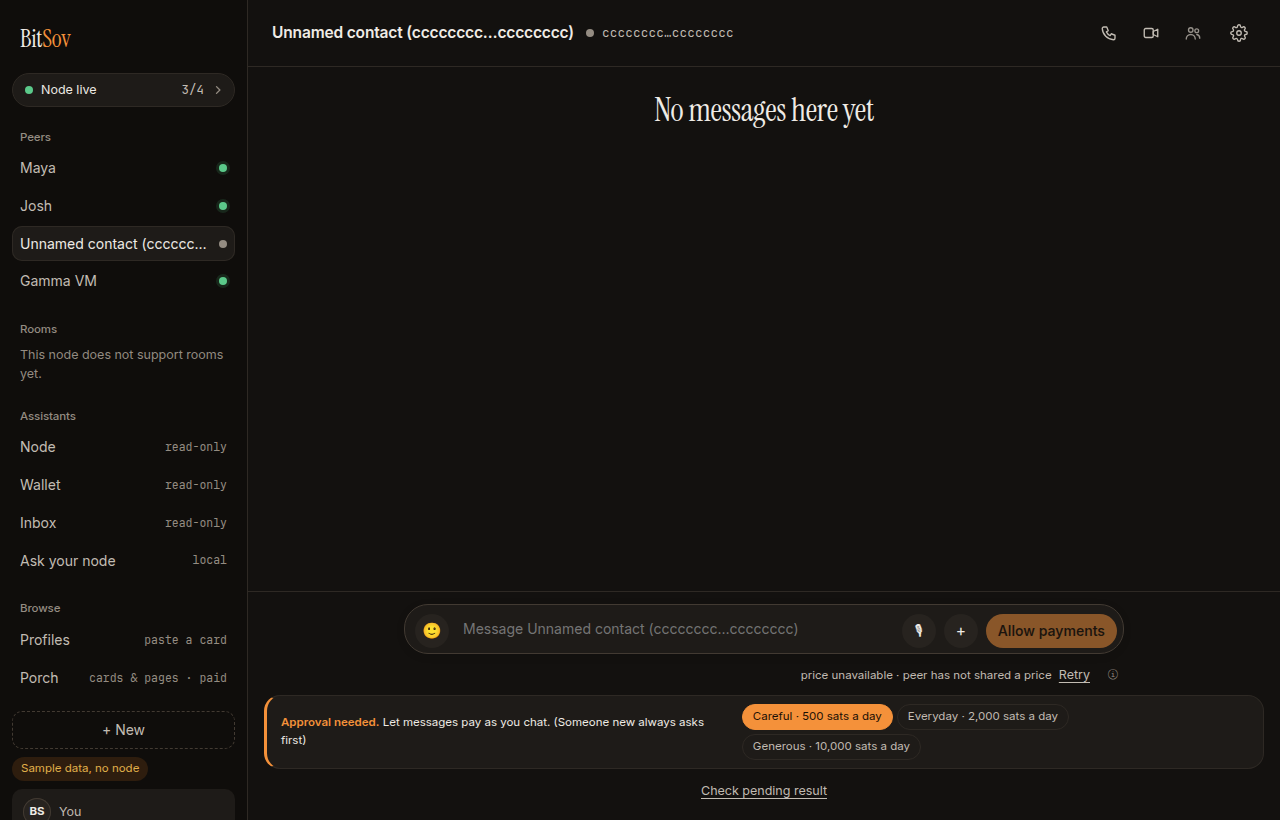 BitSov
Node live 3/4
Peers
Maya
Josh
Unnamed contact (cccccc...
Gamma VM
Rooms
This node does not support rooms
yet.
Assistants
Node read-only
Wallet read-only
Inbox read-only
Ask your node local
Browse
Profiles paste a card
Porch cards & pages · paid
+ New
Sample data, no node
BS You
Unnamed contact (cccccccc...cccccccc) cccccccc…cccccccc
No messages here yet
Message Unnamed contact (cccccccc...cccccccc)
+ Allow payments
price unavailable · peer has not shared a price Retry
Approval needed. Let messages pay as you chat. (Someone new always asks
first)
Careful · 500 sats a day Everyday · 2,000 sats a day
Generous · 10,000 sats a day
Check pending result